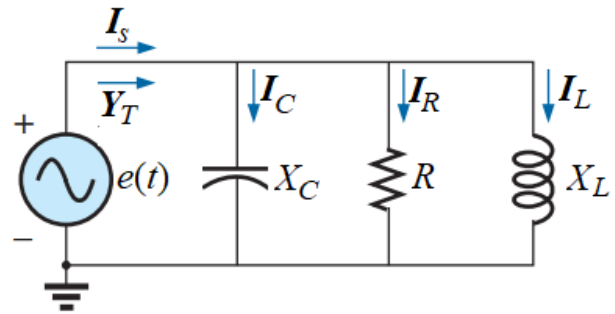 I_s
Y_T
I_C
I_R
I_L
+
e(t)
X_C
R
X_L
−